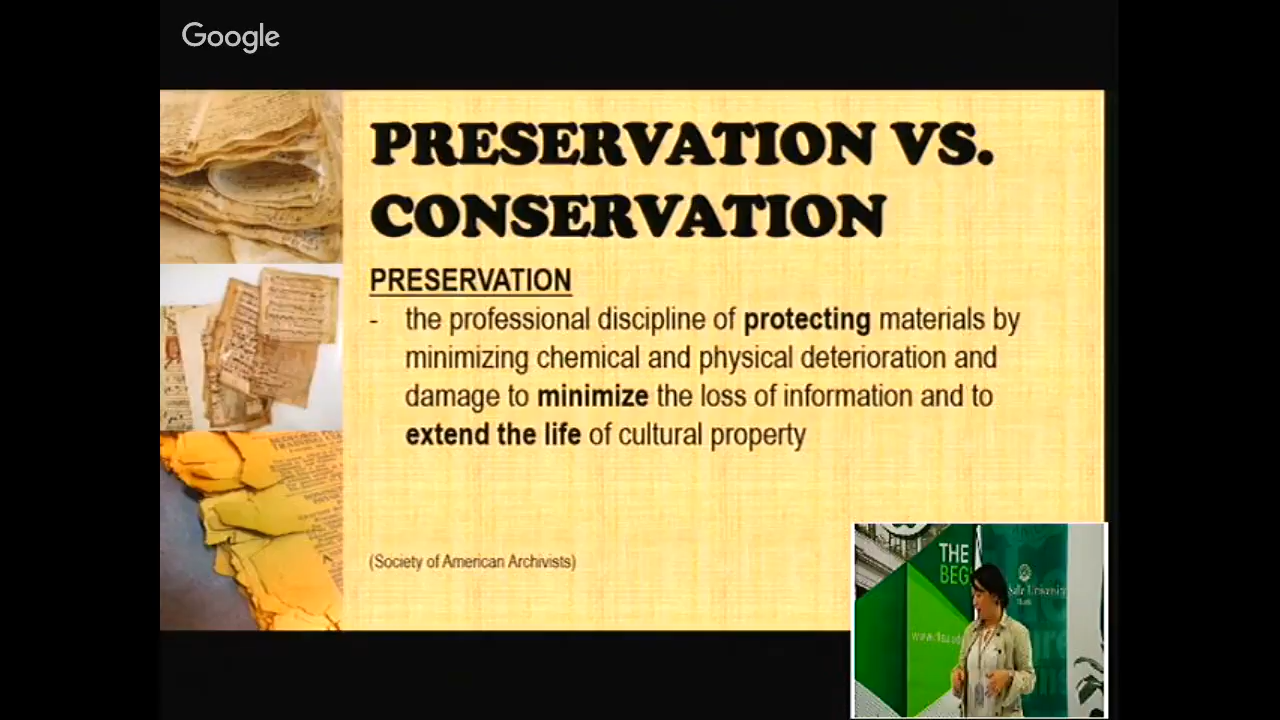 Google
PRESERVATION VS.
CONSERVATION
PRESERVATION
- the professional discipline of protecting materials by
minimizing chemical and physical deterioration and
damage to minimize the loss of information and to
extend the life of cultural property
(Society of American Archivists)
THE
Salle University